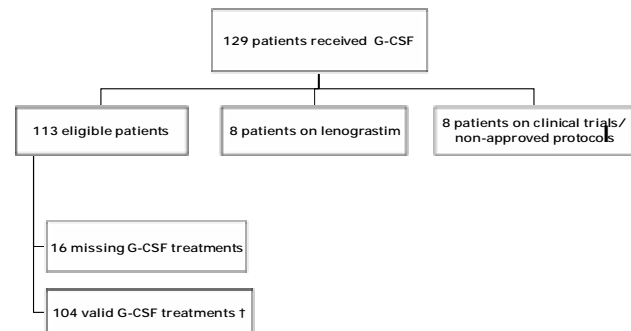 129 patients received G-CSF
113 eligible patients
8 patients on lenograstim
8 patients on clinical trials/
non-approved protocols
16 missing G-CSF treatments
104 valid G-CSF treatments †